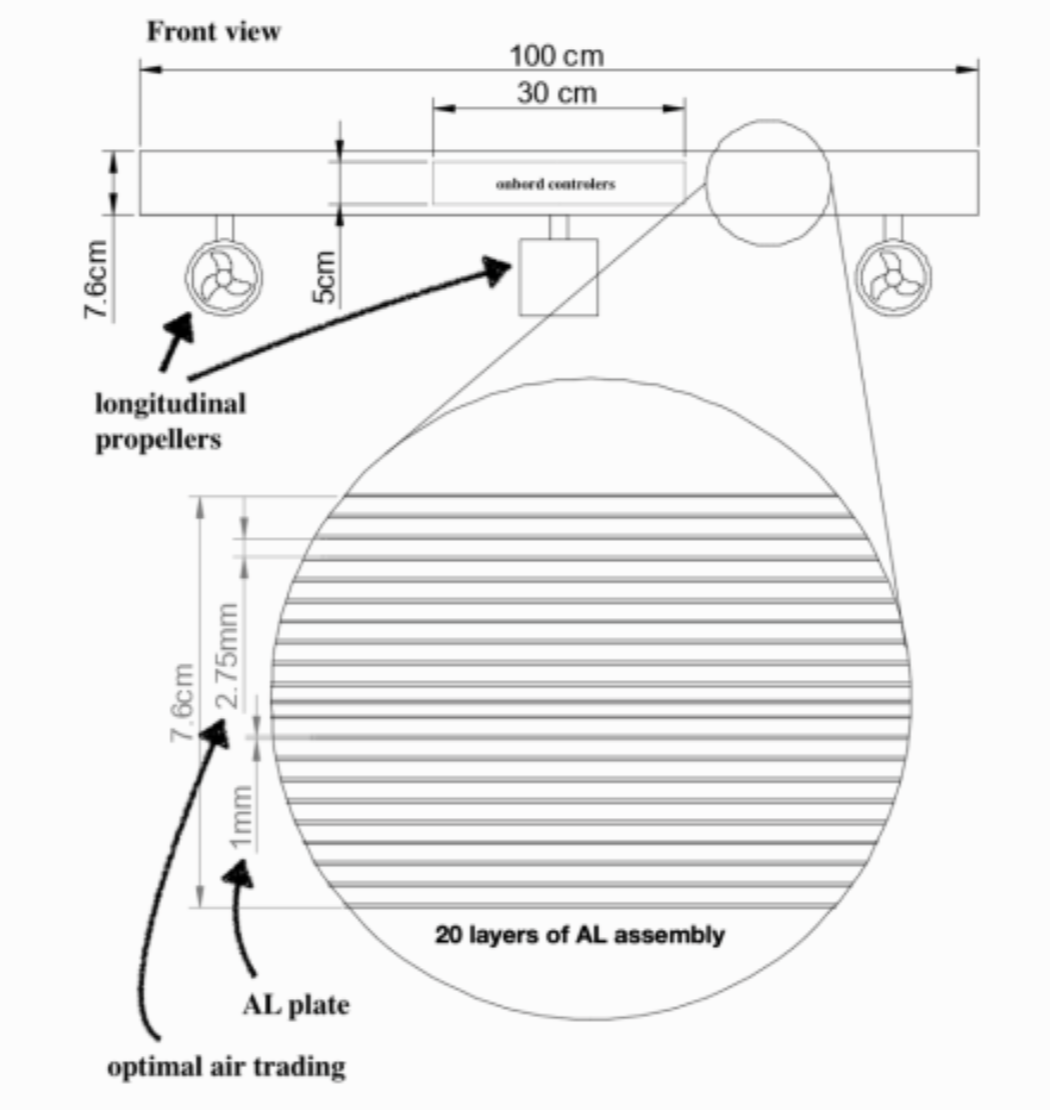 Front view
100 cm
30 cm
onbord controlers
7.6cm
5cm
longitudinal
propellers
2.75mm
7.6cm
1mm
20 layers of AL assembly
AL plate
optimal air trading